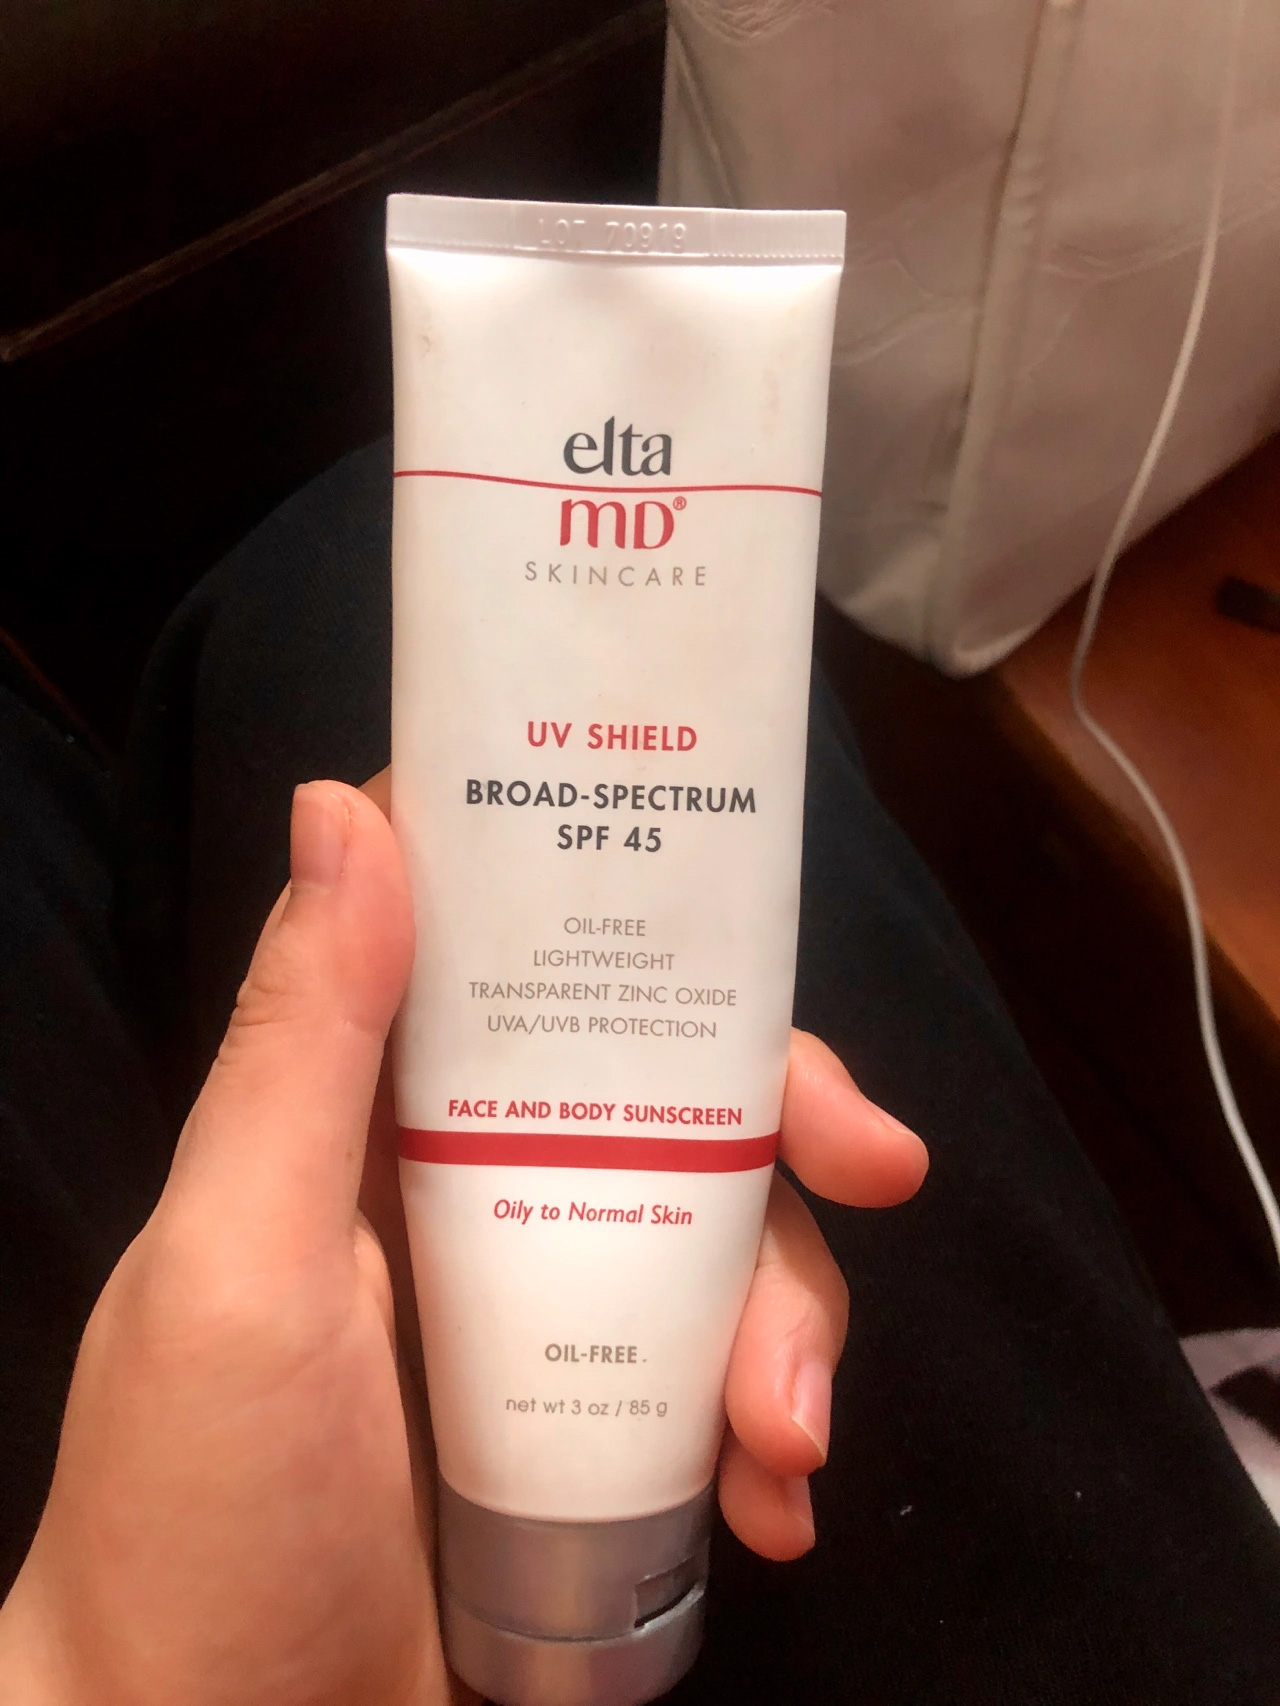 LOT 70919
elta
MD®
SKINCARE
UV SHIELD
BROAD-SPECTRUM
SPF 45
OIL-FREE
LIGHTWEIGHT
TRANSPARENT ZINC OXIDE
UVA/UVB PROTECTION
FACE AND BODY SUNSCREEN
Oily to Normal Skin
OIL-FREE
net wt 3 oz / 85 g